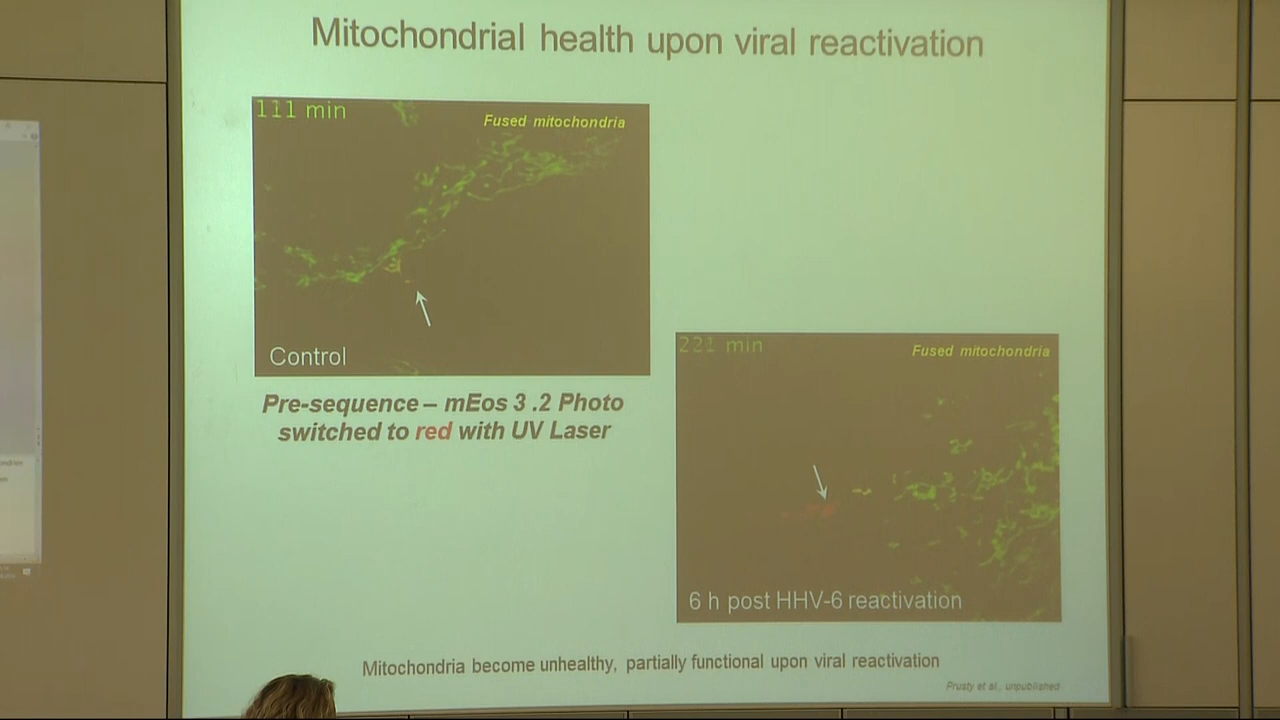 Mitochondrial health upon viral reactivation
111 min
Fused mitochondria
Control
Pre-sequence – mEos 3 .2 Photo
switched to red with UV Laser
221 min
Fused mitochondria
6 h post HHV-6 reactivation
Mitochondria become unhealthy, partially functional upon viral reactivation
Prusty et al., unpublished